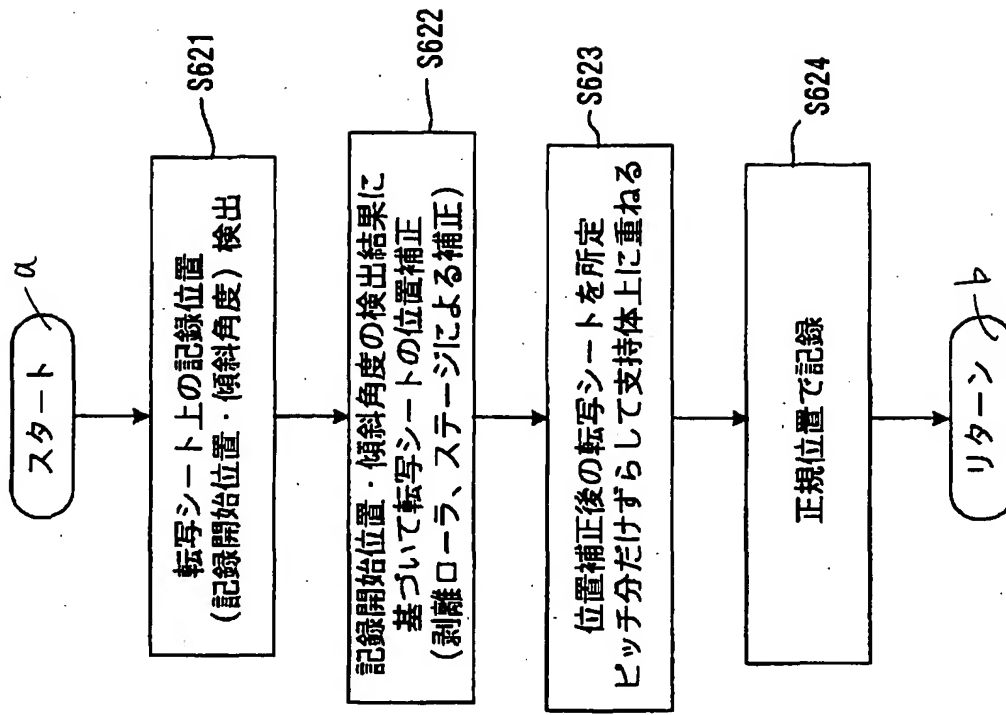 スタート
a
転写シート上の記録位置
(記録開始位置・傾斜角度) 検出
S621
記録開始位置・傾斜角度の検出結果に
基づいて転写シートの位置補正
(剥離ローラ、ステージによる補正)
S622
位置補正後の転写シートを所定
ピッチ分だけずらして支持体上に重ねる
S623
正規位置で記録
S624
リターン
b